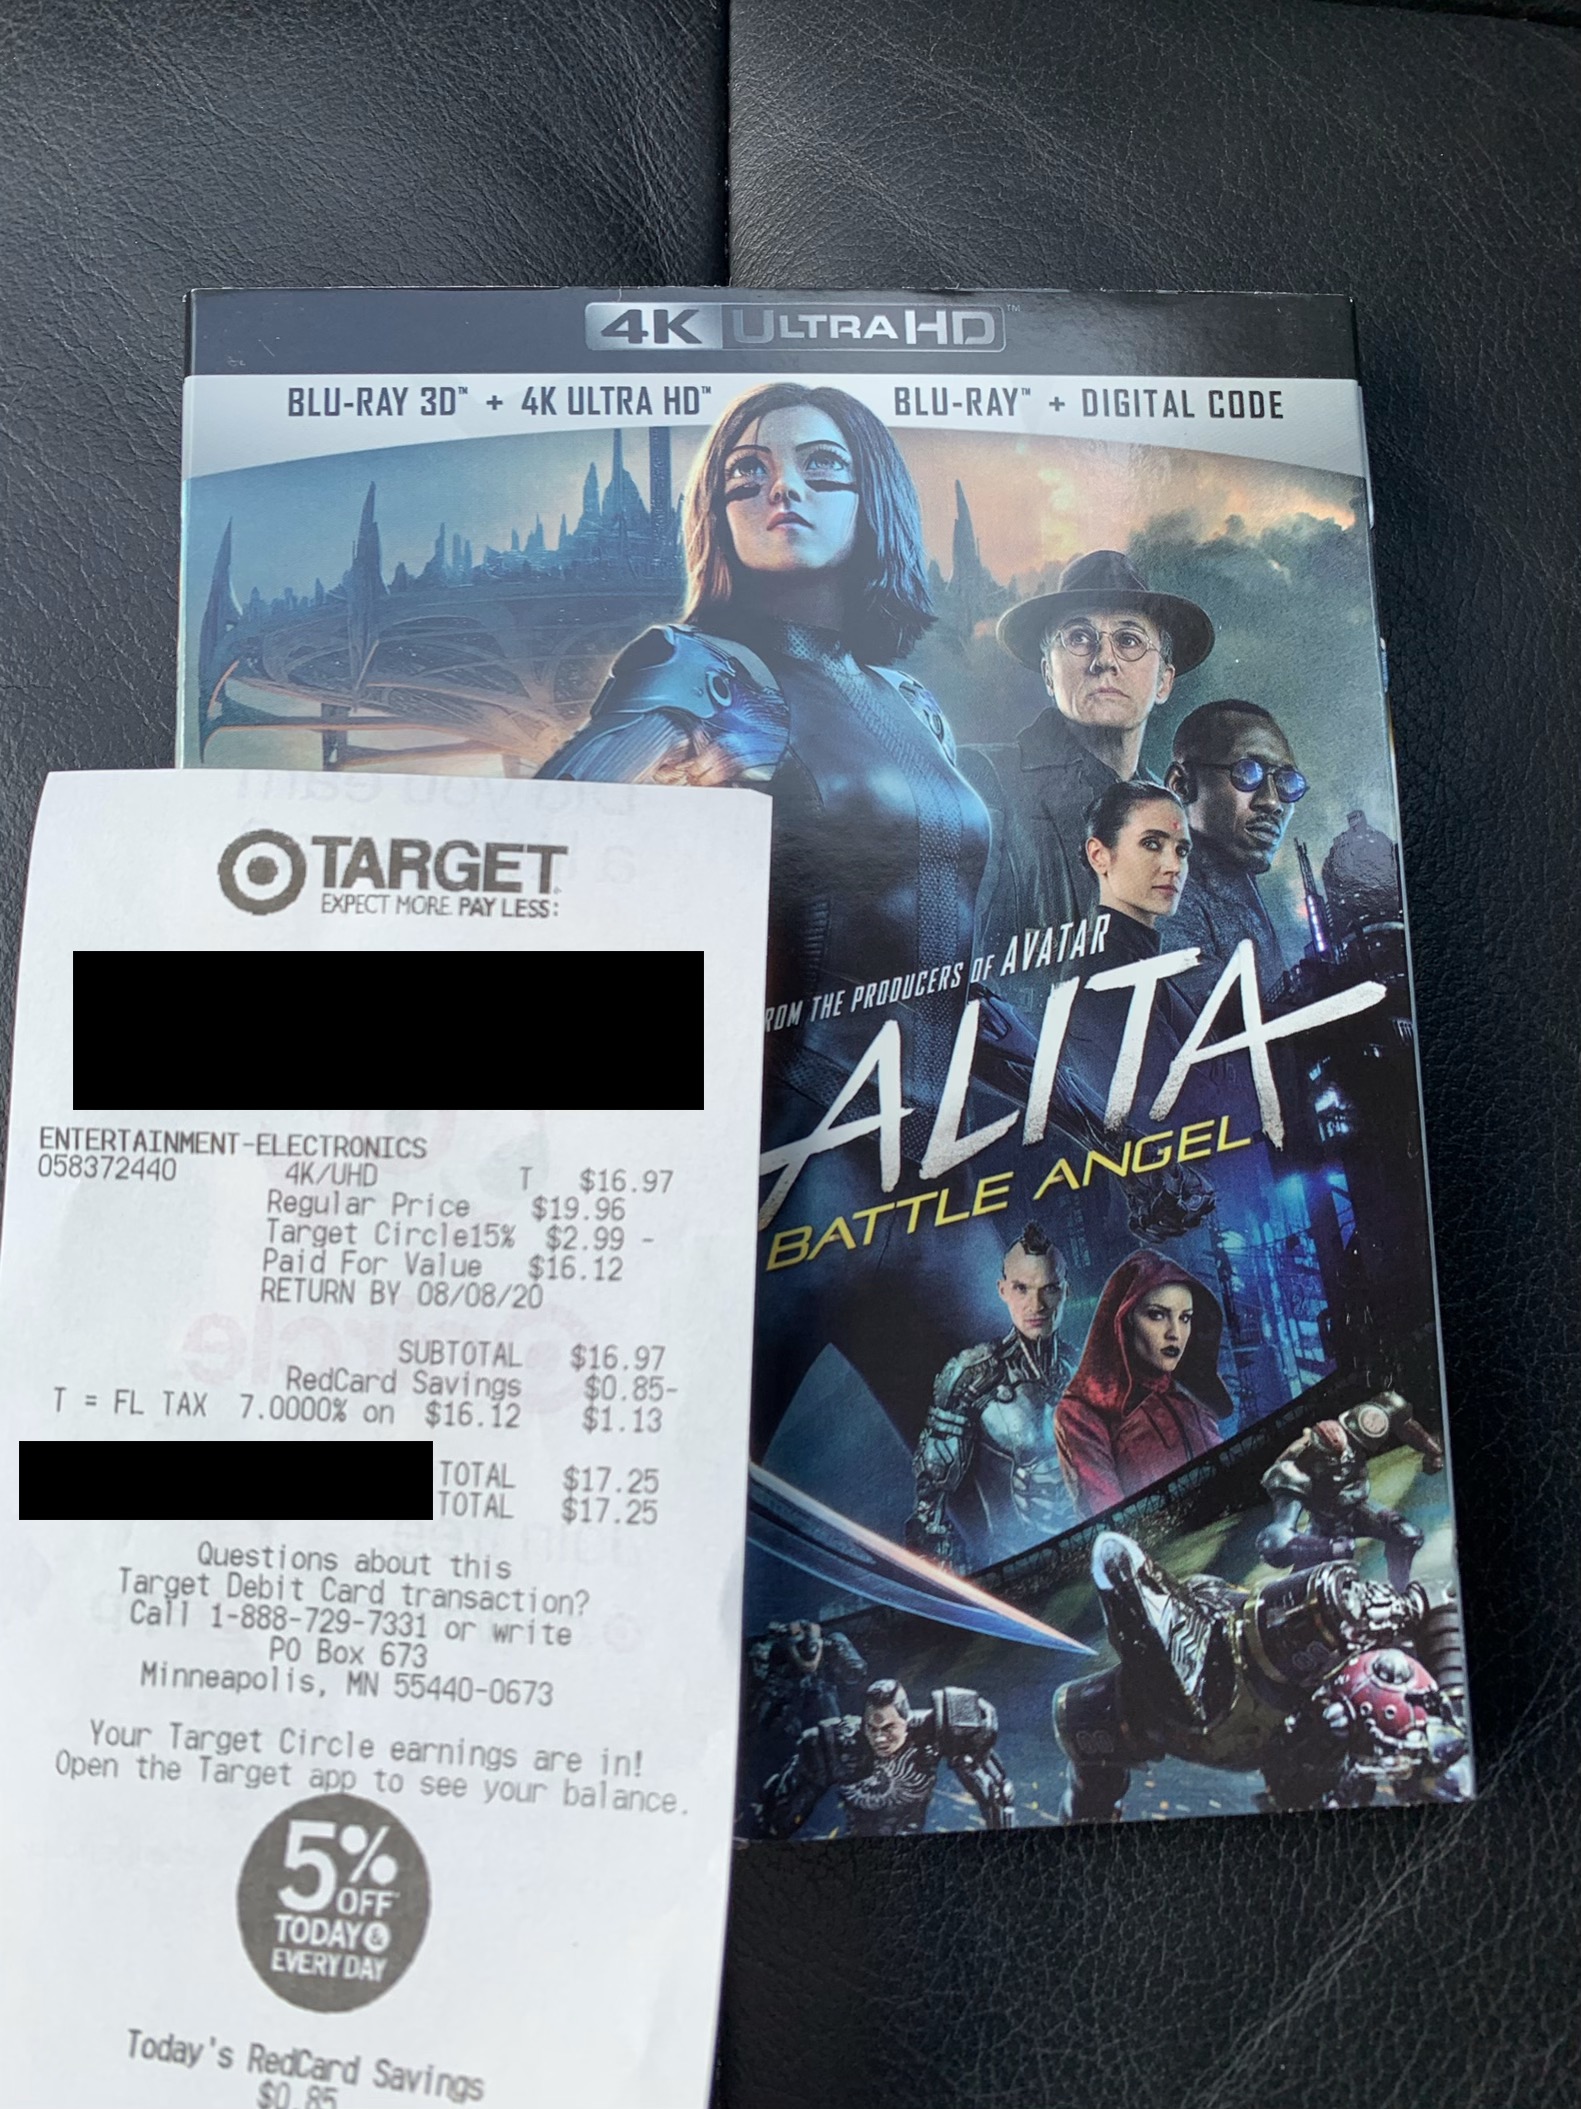 4K ULTRA HD™
BLU-RAY 3D™ + 4K ULTRA HD™ BLU-RAY™ + DIGITAL CODE
ROM THE PRODUCERS OF AVATAR
ALITA
BATTLE ANGEL
TARGET
EXPECT MORE. PAY LESS.
ENTERTAINMENT-ELECTRONICS
058372440 4K/UHD T $16.97
Regular Price $19.96
Target Circle15% $2.99 -
Paid For Value $16.12
RETURN BY 08/08/20
SUBTOTAL $16.97
RedCard Savings $0.85-
T = FL TAX 7.0000% on $16.12 $1.13
TOTAL $17.25
TOTAL $17.25
Questions about this
Target Debit Card transaction?
Call 1-888-729-7331 or write
PO Box 673
Minneapolis, MN 55440-0673
Your Target Circle earnings are in!
Open the Target app to see your balance.
5%
OFF
TODAY &
EVERY DAY
Today's RedCard Savings
$0.85